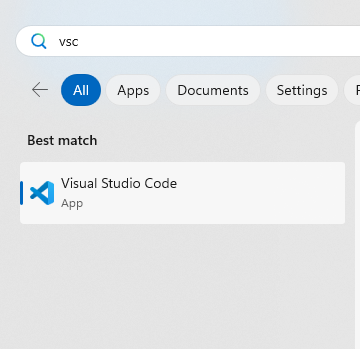 vsc
All Apps Documents Settings
Best match
Visual Studio Code
App